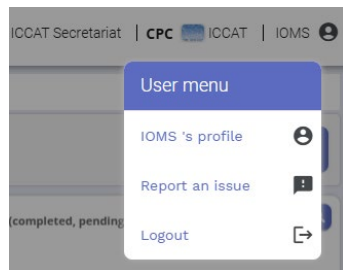 ICCAT Secretariat | CPC ICCAT | IOMS
User menu
IOMS 's profile
Report an issue
(completed, pending
Logout